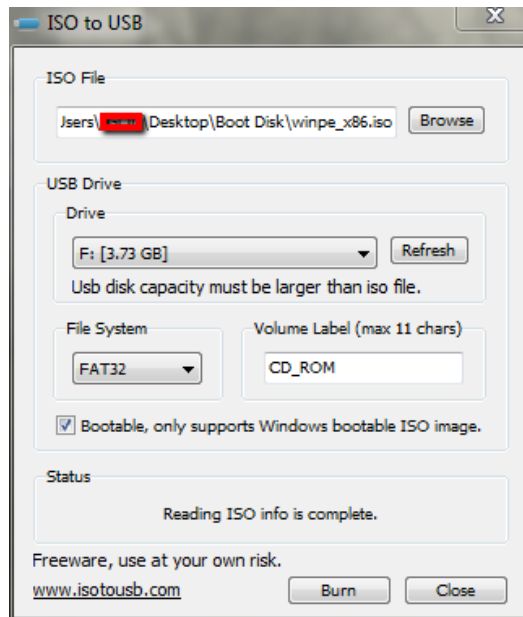 ISO to USB
ISO File
Jsers\ \Desktop\Boot Disk\winpe_x86.iso Browse
USB Drive
Drive
F: [3.73 GB] Refresh
Usb disk capacity must be larger than iso file.
File System Volume Label (max 11 chars)
FAT32 CD_ROM
Bootable, only supports Windows bootable ISO image.
Status
Reading ISO info is complete.
Freeware, use at your own risk.
www.isotousb.com Burn Close